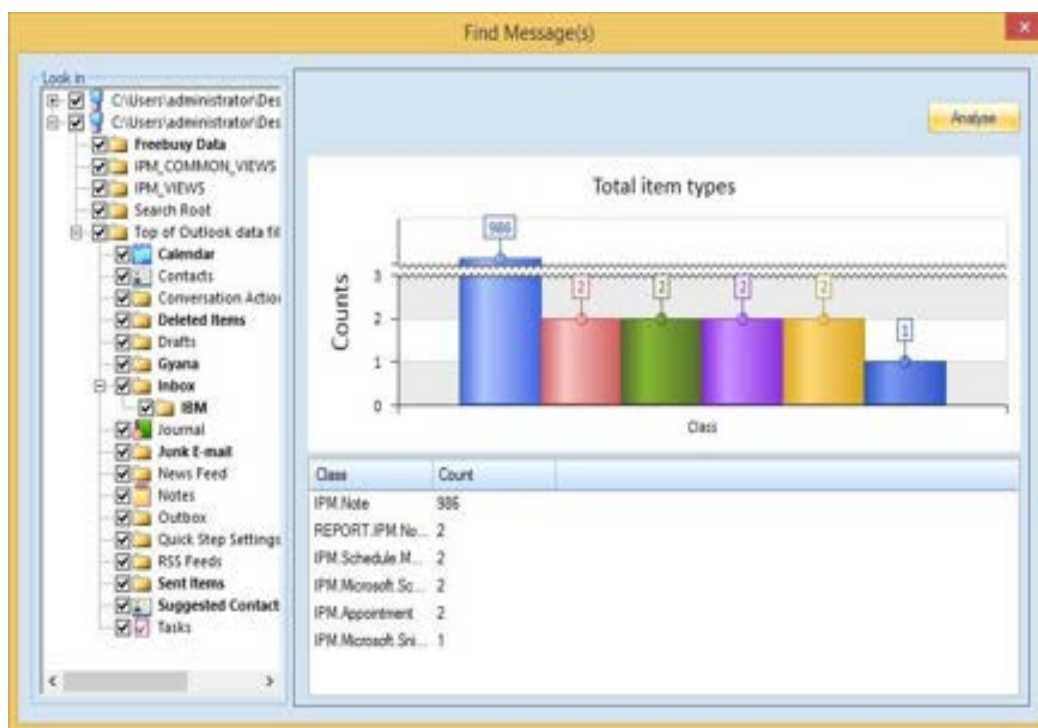 Find Message(s)
x
Look in
C:\Users\administrator\Des
C:\Users\administrator\Des
Freebusy Data
IPM_COMMON_VIEWS
IPM_VIEWS
Search Root
Top of Outlook data fil
Calendar
Contacts
Conversation Action
Deleted Items
Drafts
Gyana
Inbox
IBM
Journal
Junk E-mail
News Feed
Notes
Outbox
Quick Step Settings
RSS Feeds
Sent Items
Suggested Contact
Tasks
Analyse
Total item types
986
2
2
2
2
1
Counts
3
2
1
0
Class
Class Count
IPM.Note 986
REPORT.IPM.No... 2
IPM.Schedule.M... 2
IPM.Microsoft.Sc... 2
IPM.Appointment 2
IPM.Microsoft.Sni... 1